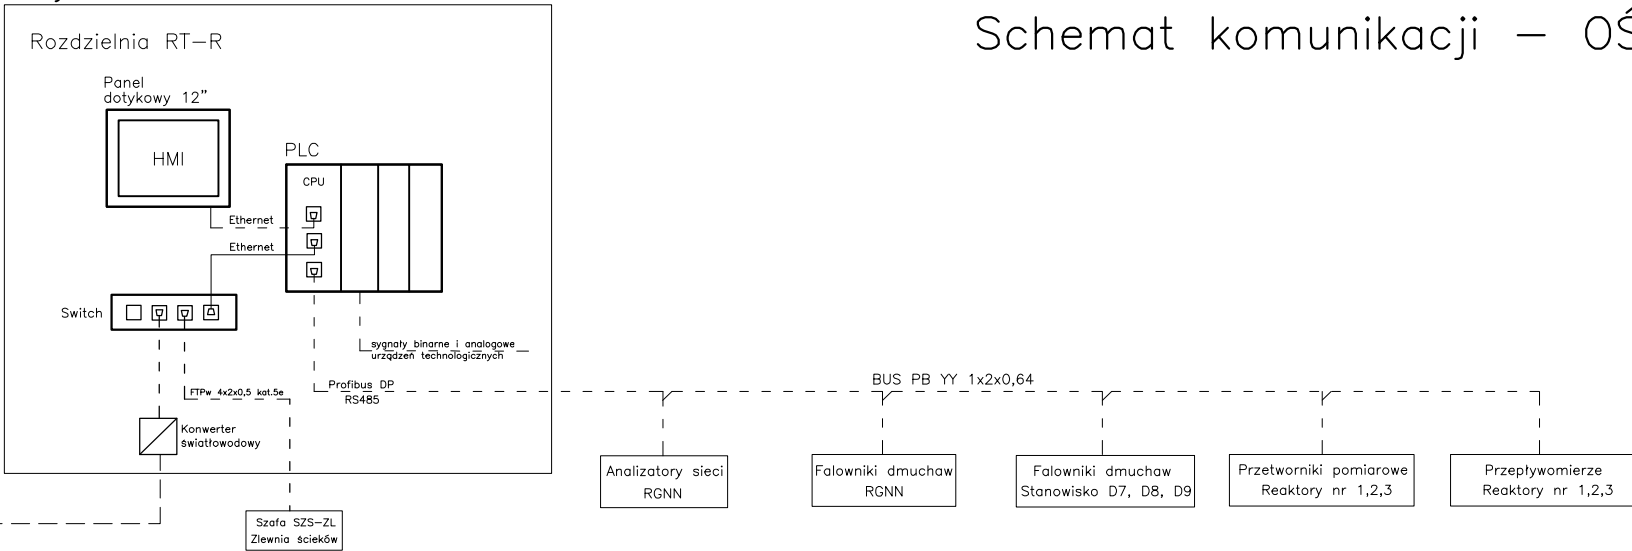 Schemat komunikacji – OŚ
Rozdzielnia RT–R
Panel
dotykowy 12"
HMI
PLC
CPU
Ethernet
Ethernet
Switch
sygnały binarne i analogowe
urządzeń technologicznych
Profibus DP
RS485
FTPw 4x2x0,5 kat.5e
Konwerter
światłowodowy
BUS PB YY 1x2x0,64
Analizatory sieci
RGNN
Falowniki dmuchaw
RGNN
Falowniki dmuchaw
Stanowisko D7, D8, D9
Przetworniki pomiarowe
Reaktory nr 1,2,3
Przepływomierze
Reaktory nr 1,2,3
Szafa SZS–ZL
Zlewnia ścieków